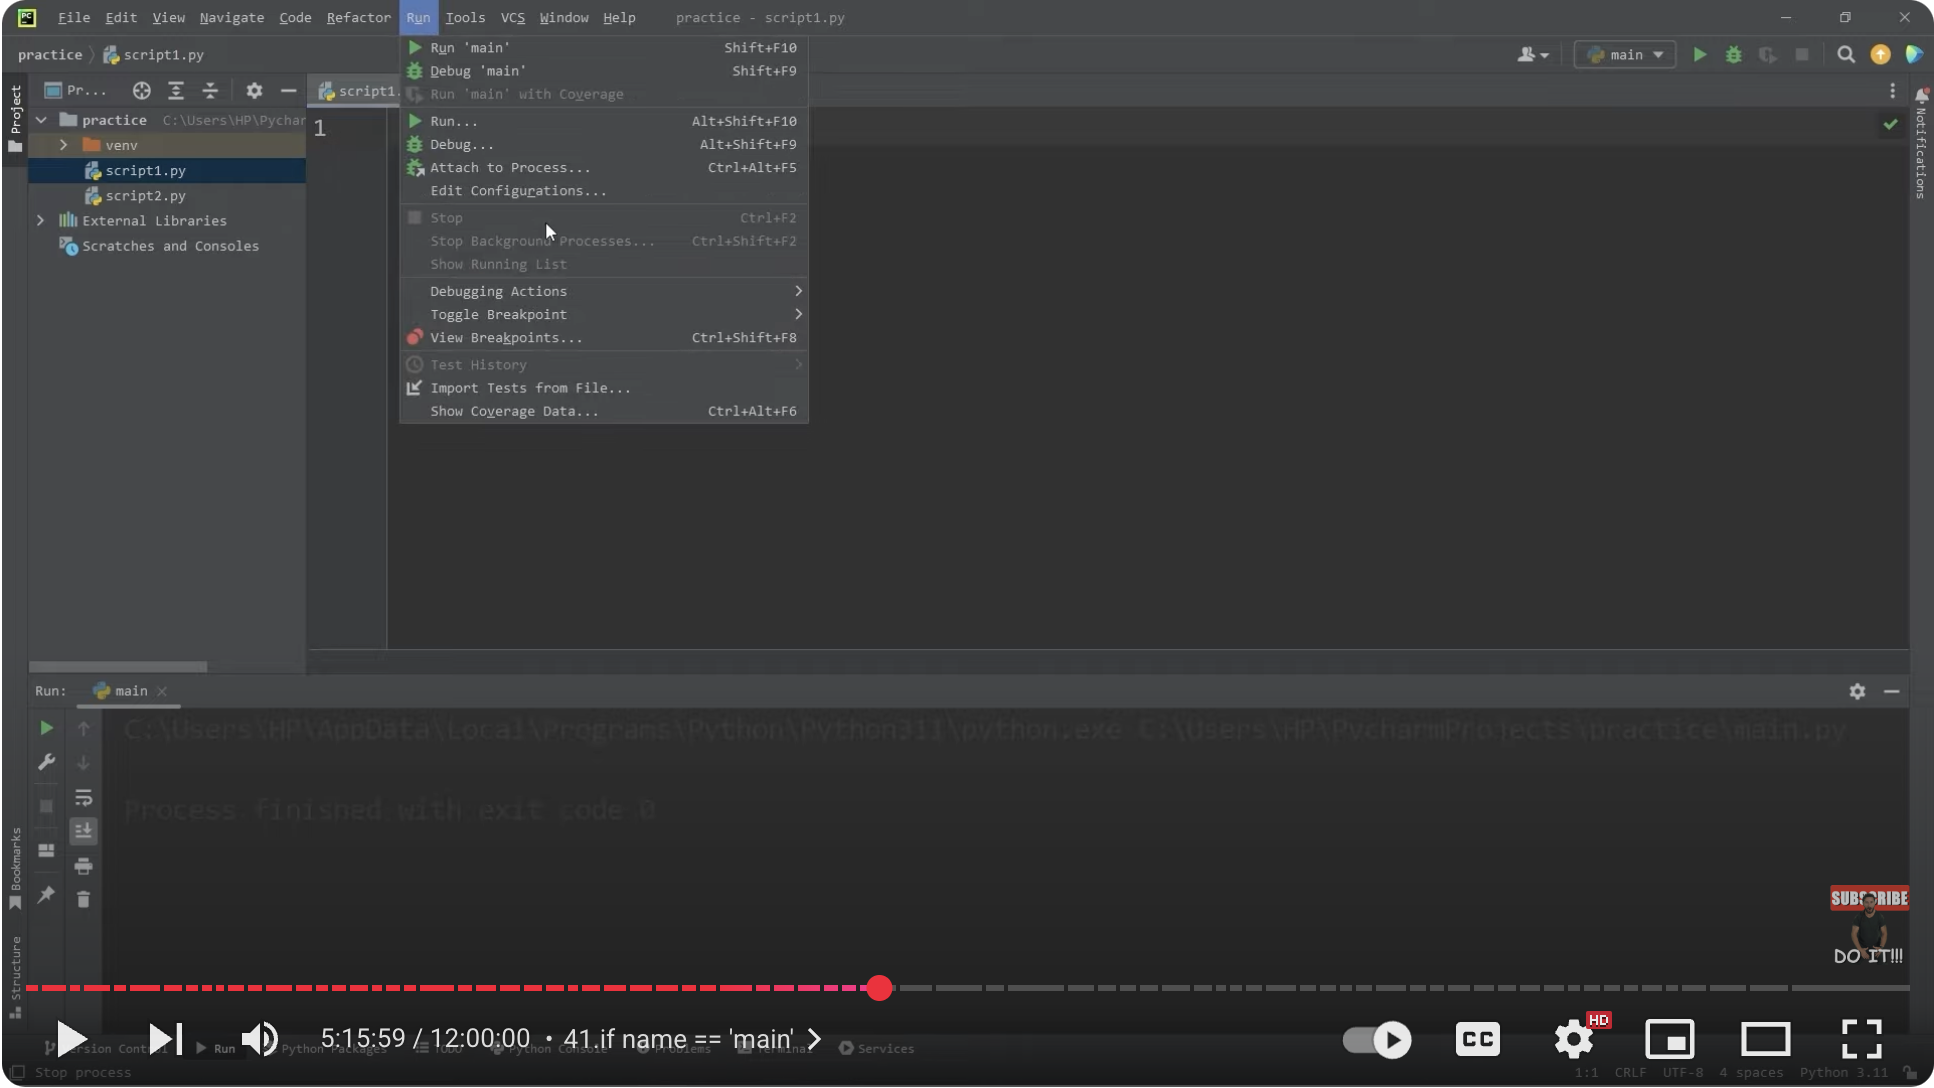 File Edit View Navigate Code Refactor Run Tools VCS Window Help practice - script1.py
practice script1.py
main
Pr...
script1.
Project
practice C:\Users\HP\Pychar
venv
script1.py
script2.py
External Libraries
Scratches and Consoles
1
Run 'main' Shift+F10
Debug 'main' Shift+F9
Run 'main' with Coverage
Run... Alt+Shift+F10
Debug... Alt+Shift+F9
Attach to Process... Ctrl+Alt+F5
Edit Configurations...
Stop Ctrl+F2
Stop Background Processes... Ctrl+Shift+F2
Show Running List
Debugging Actions
Toggle Breakpoint
View Breakpoints... Ctrl+Shift+F8
Test History
Import Tests from File...
Show Coverage Data... Ctrl+Alt+F6
Notifications
Run: main
C:\Users\HP\AppData\Local\Programs\Python\Python311\python.exe C:\Users\HP\PycharmProjects\practice\main.py
Process finished with exit code 0
Bookmarks
Structure
SUBSCRIBE
DO IT!!!
5:15:59 / 12:00:00 • 41.if name == 'main'
CC
HD
Version Control Run Python Packages TODO Python Console Problems Terminal Services
Stop process
1:1 CRLF UTF-8 4 spaces Python 3.11